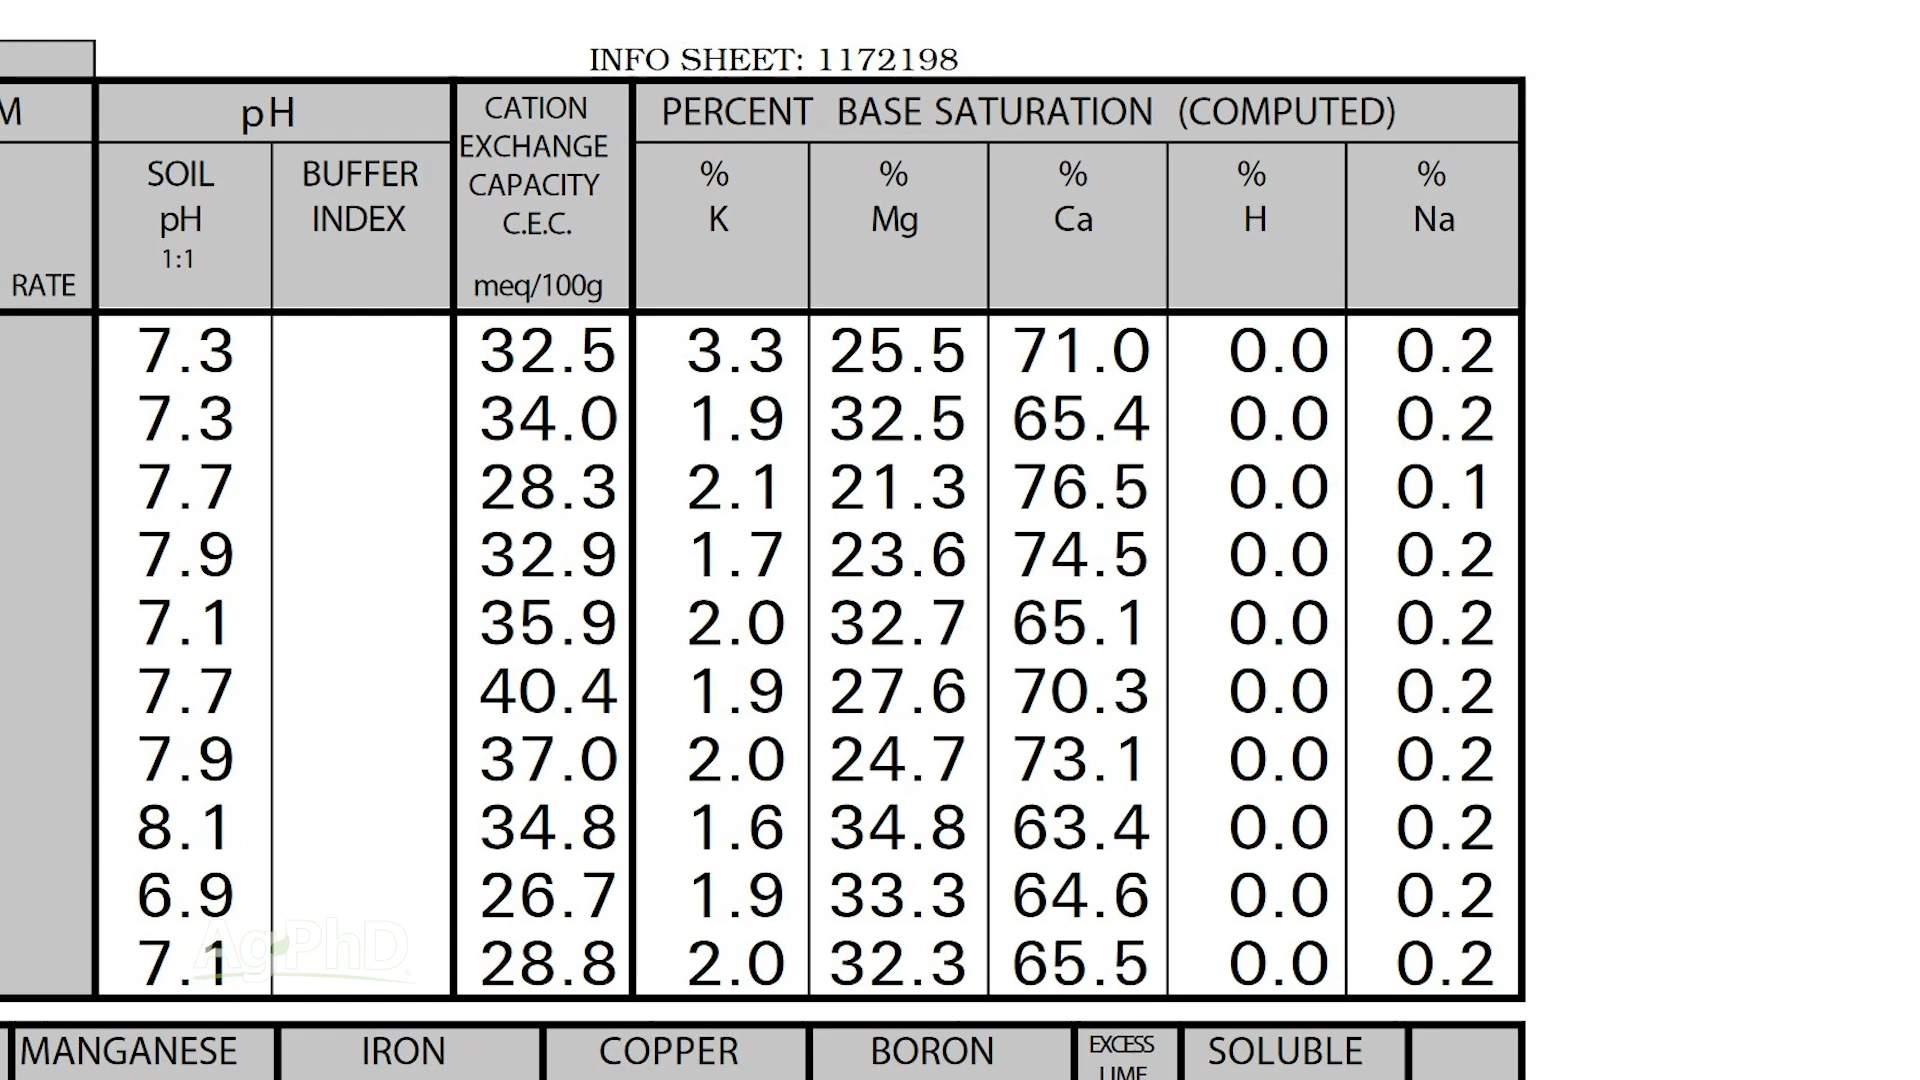 INFO SHEET: 1172198
M pH CATION EXCHANGE CAPACITY C.E.C. meq/100g PERCENT BASE SATURATION (COMPUTED)
RATE SOIL pH 1:1 BUFFER INDEX % K % Mg % Ca % H % Na
7.3 32.5 3.3 25.5 71.0 0.0 0.2
7.3 34.0 1.9 32.5 65.4 0.0 0.2
7.7 28.3 2.1 21.3 76.5 0.0 0.1
7.9 32.9 1.7 23.6 74.5 0.0 0.2
7.1 35.9 2.0 32.7 65.1 0.0 0.2
7.7 40.4 1.9 27.6 70.3 0.0 0.2
7.9 37.0 2.0 24.7 73.1 0.0 0.2
8.1 34.8 1.6 34.8 63.4 0.0 0.2
6.9 26.7 1.9 33.3 64.6 0.0 0.2
7.1 28.8 2.0 32.3 65.5 0.0 0.2
AgPhD
MANGANESE IRON COPPER BORON EXCESS LIME SOLUBLE